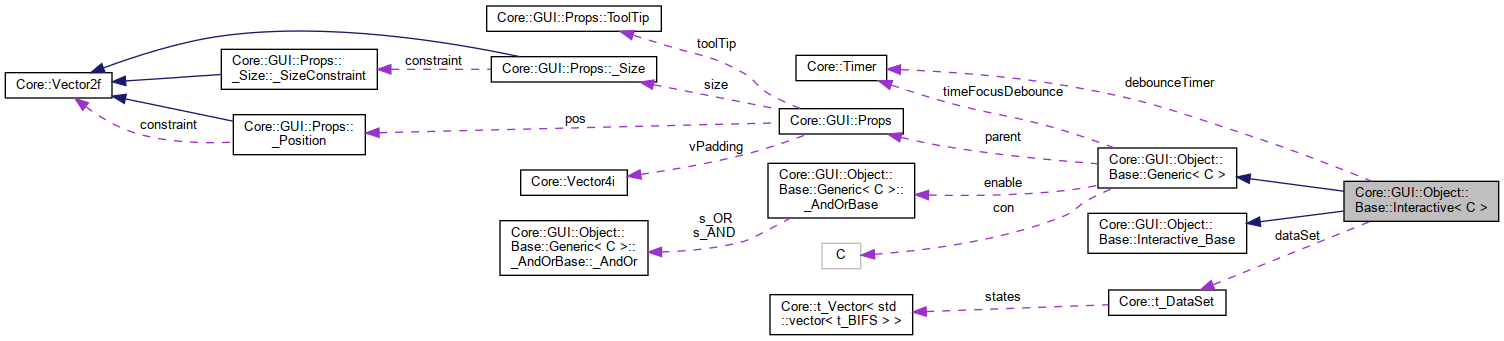 Core::GUI::Props::ToolTip
toolTip
Core::Timer
debounceTimer
Core::GUI::Props::
_Size::_SizeConstraint
constraint
Core::GUI::Props::_Size
size
timeFocusDebounce
Core::Vector2f
constraint
Core::GUI::Props::
_Position
pos
Core::GUI::Props
parent
vPadding
Core::GUI::Object::
Base::Generic< C >
Core::Vector4i
Core::GUI::Object::
Base::Generic< C >::
_AndOrBase
enable
con
Core::GUI::Object::
Base::Interactive< C >
s_OR
s_AND
Core::GUI::Object::
Base::Generic< C >::
_AndOrBase::_AndOr
C
Core::GUI::Object::
Base::Interactive_Base
dataSet
Core::t_Vector< std
::vector< t_BIFS > >
states
Core::t_DataSet